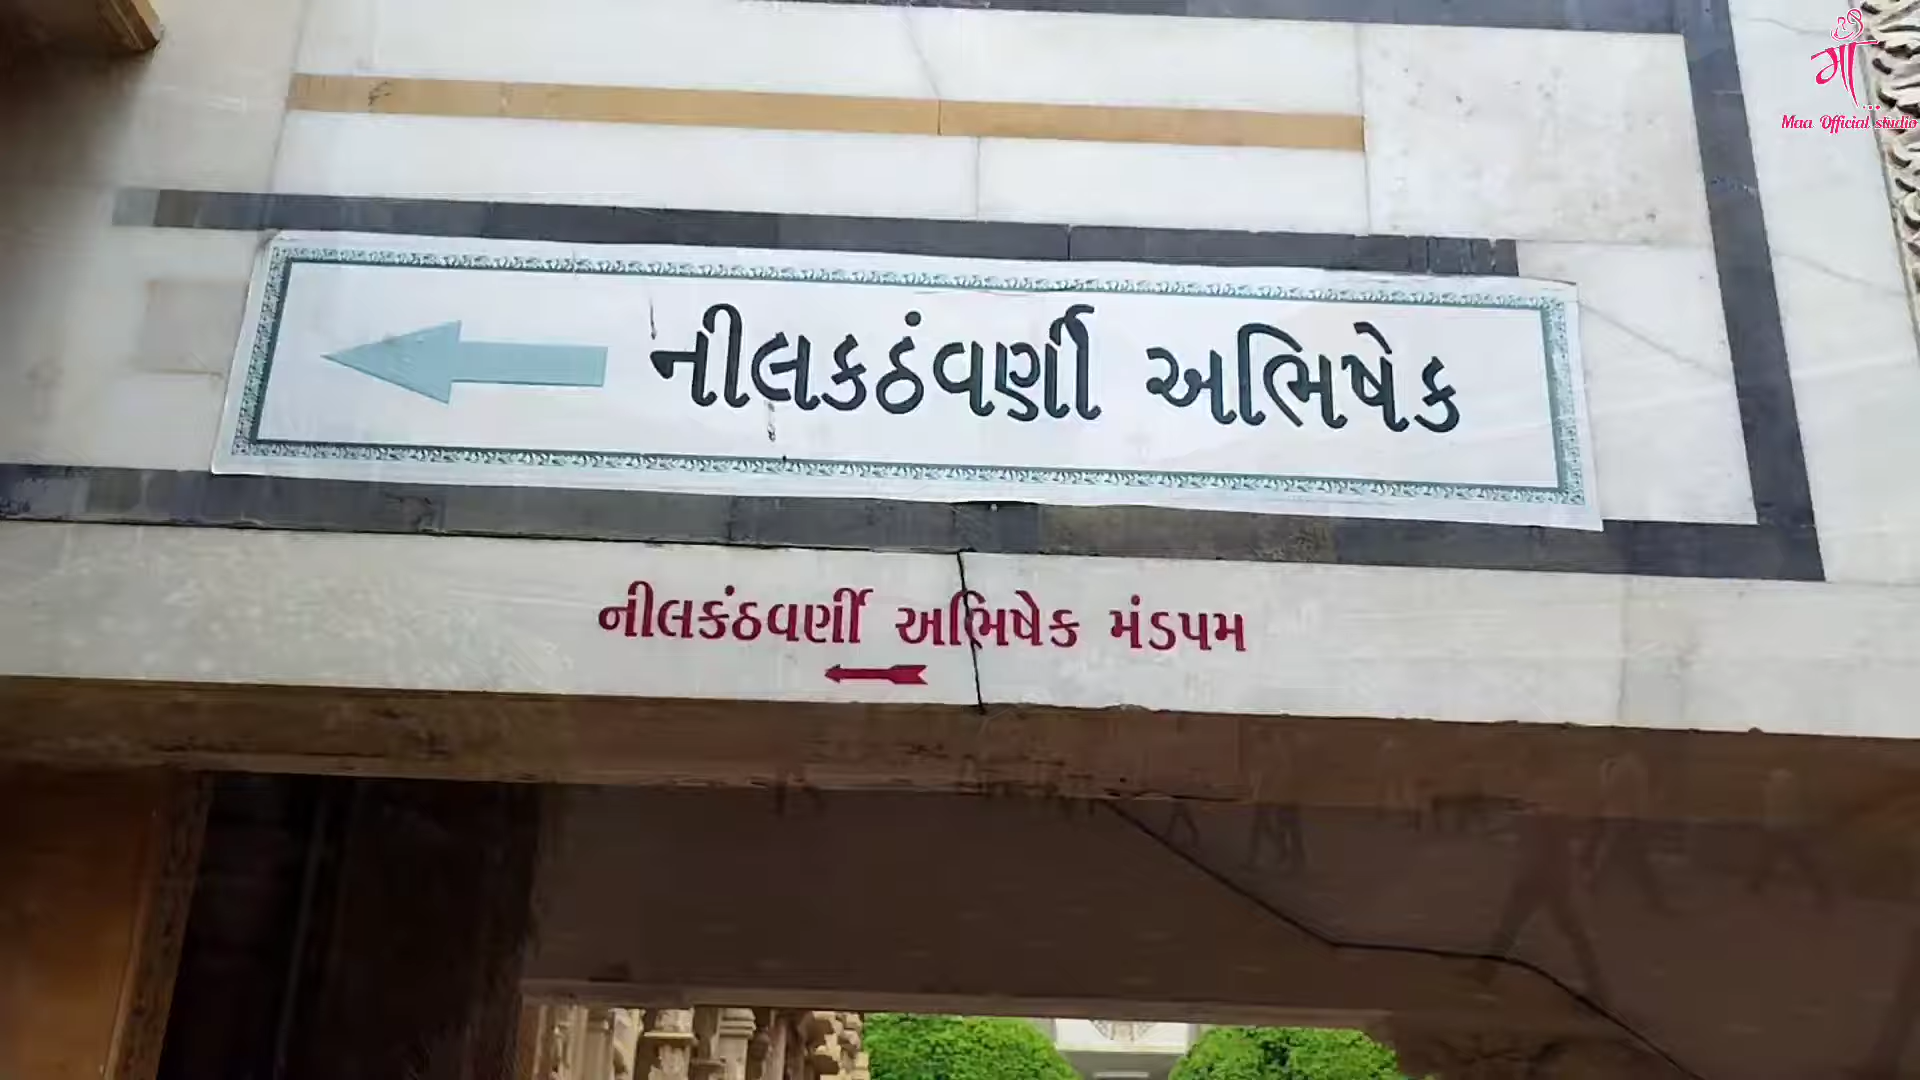 માઁ...
Maa Official studio
નીલકઠંવર્ણી અભિષેક
નીલકંઠવર્ણી અભિષેક મંડપમ